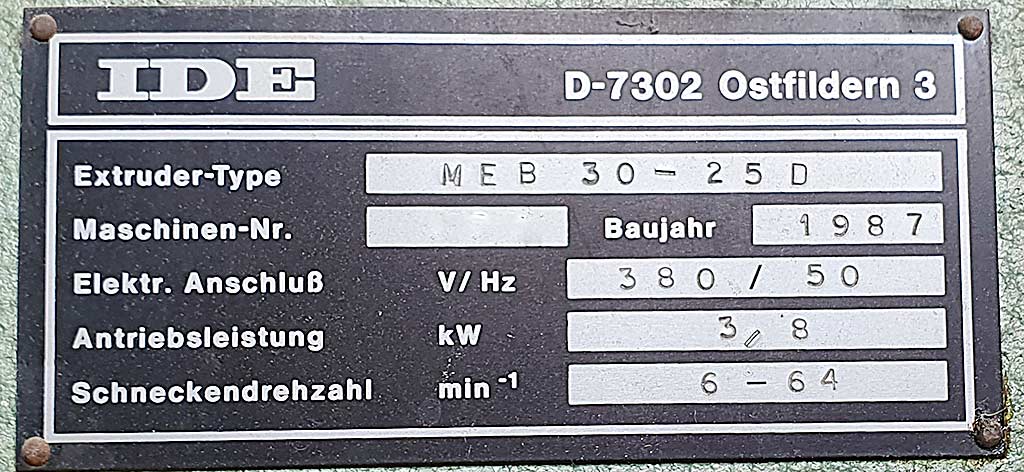 IDE D-7302 Ostfildern 3
Extruder-Type MEB 30-25D
Maschinen-Nr. Baujahr 1987
Elektr. Anschluß V/Hz 380/50
Antriebsleistung kW 3,8
Schneckendrehzahl min⁻¹ 6-64